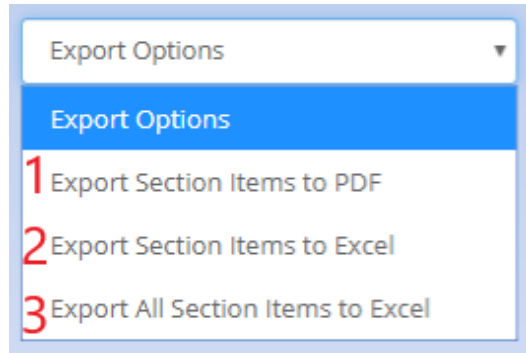 Export Options ▼
Export Options
1 Export Section Items to PDF
2 Export Section Items to Excel
3 Export All Section Items to Excel